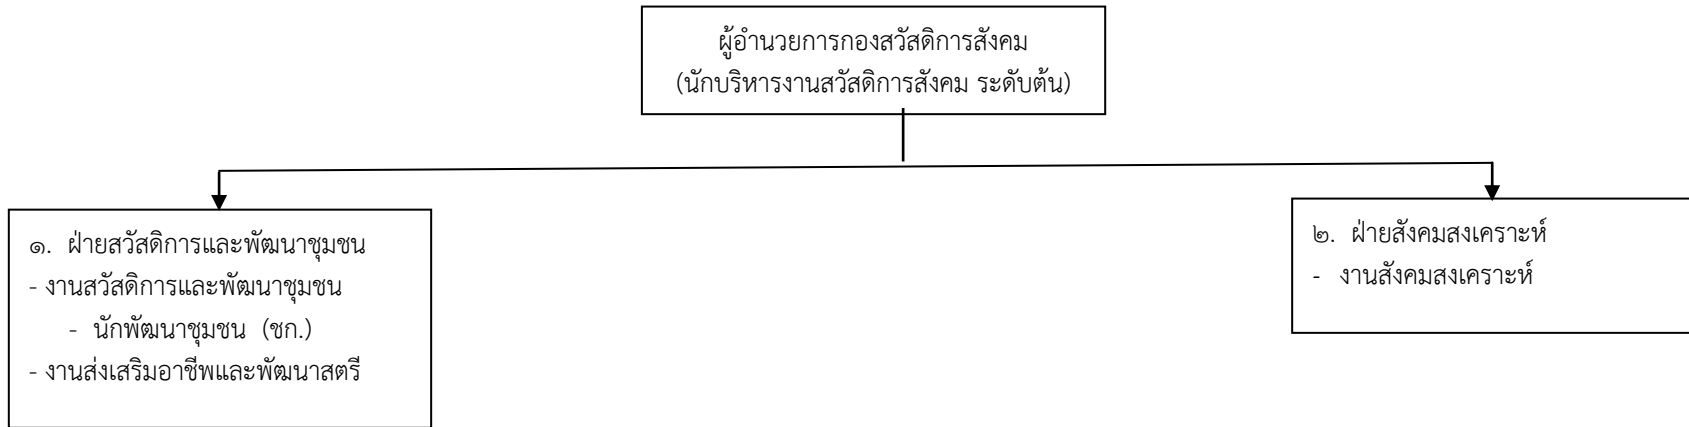 ผู้อำนวยการกองสวัสดิการสังคม
(นักบริหารงานสวัสดิการสังคม ระดับต้น)
๑. ฝ่ายสวัสดิการและพัฒนาชุมชน
- งานสวัสดิการและพัฒนาชุมชน
- นักพัฒนาชุมชน (ชก.)
- งานส่งเสริมอาชีพและพัฒนาสตรี
๒. ฝ่ายสังคมสงเคราะห์
- งานสังคมสงเคราะห์